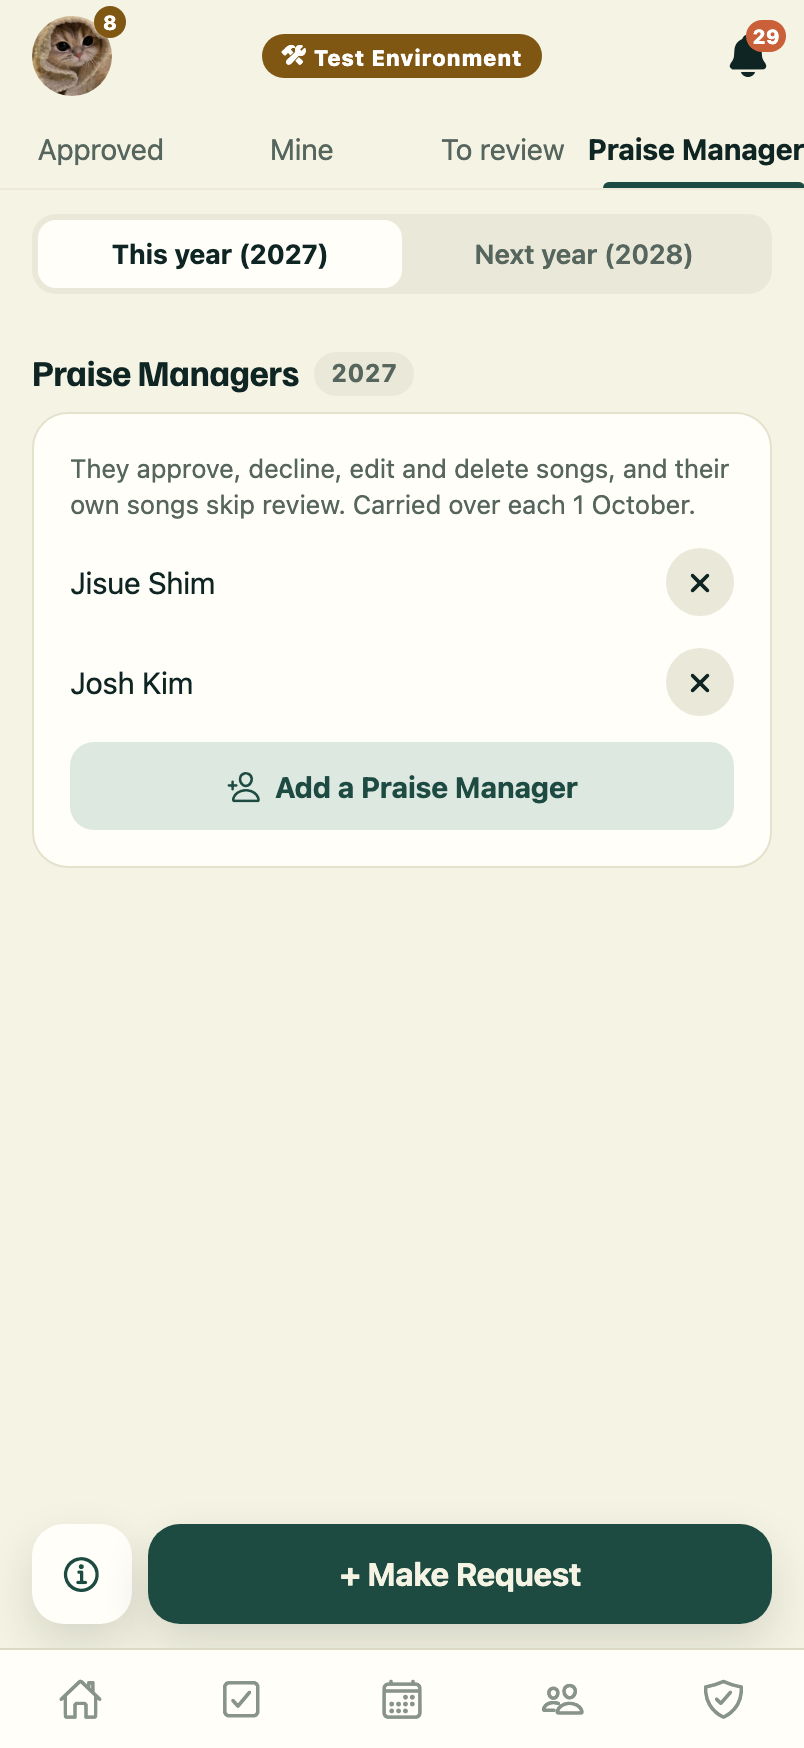 8
Test Environment
29
Approved
Mine
To review
Praise Manager
This year (2027)
Next year (2028)
Praise Managers
2027
They approve, decline, edit and delete songs, and their
own songs skip review. Carried over each 1 October.
Jisue Shim
Josh Kim
Add a Praise Manager
+ Make Request